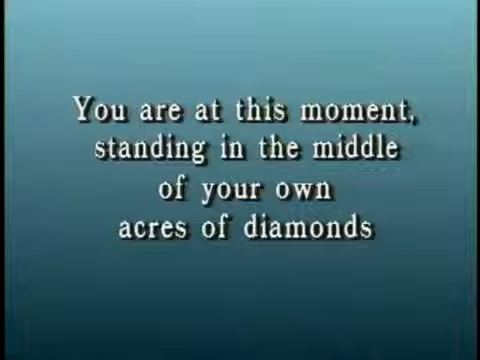 You are at this moment,
standing in the middle
of your own
acres of diamonds